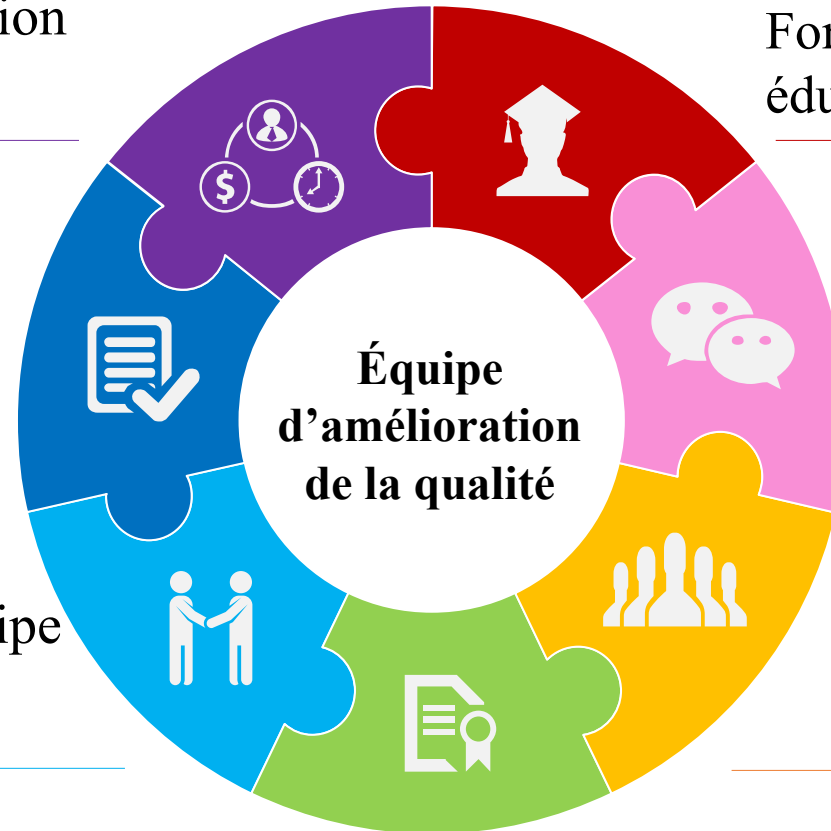 ion
For
édu
Équipe
d’amélioration
de la qualité
ipe
$